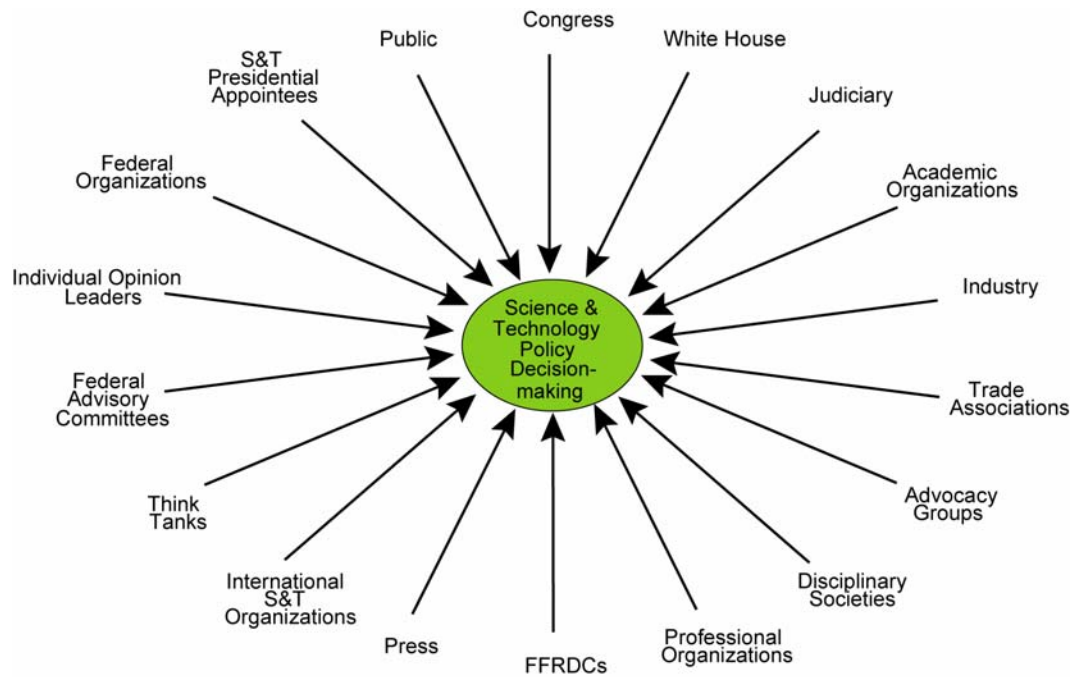 Congress
White House
Judiciary
Academic
Organizations
Industry
Trade
Associations
Advocacy
Groups
Disciplinary
Societies
Professional
Organizations
FFRDCs
Press
International
S&T
Organizations
Think
Tanks
Federal
Advisory
Committees
Individual Opinion
Leaders
Federal
Organizations
S&T
Presidential
Appointees
Public
Science &
Technology
Policy
Decision-
making